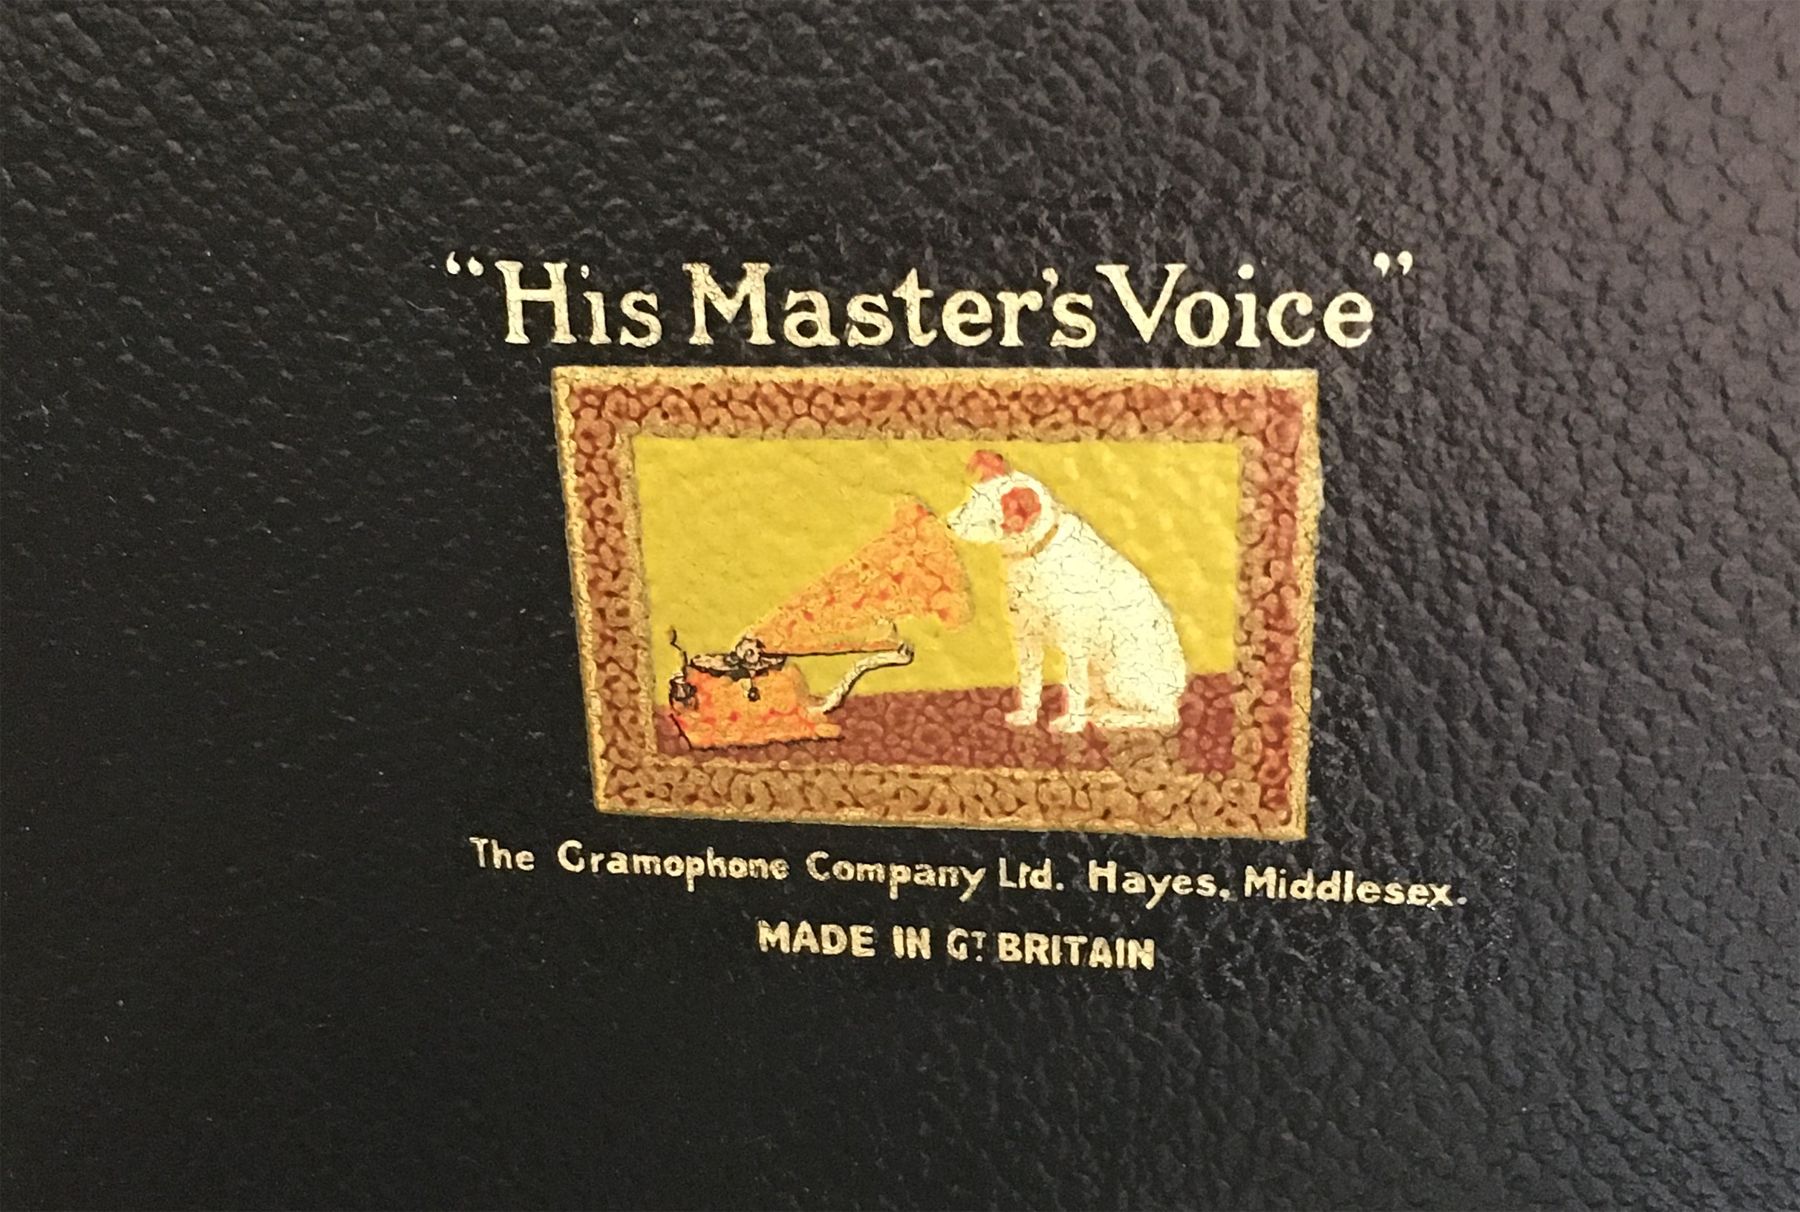 “His Master's Voice”
The Gramophone Company Ltd. Hayes, Middlesex.
MADE IN GT BRITAIN